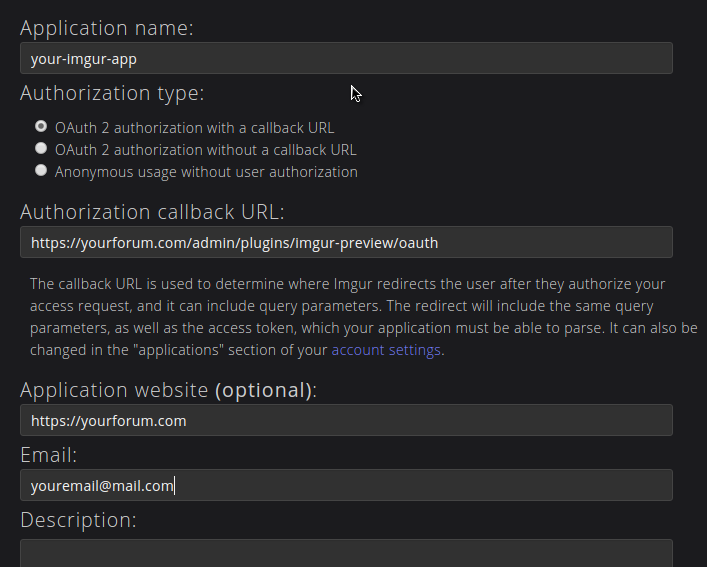 Application name:
your-imgur-app
Authorization type:
OAuth 2 authorization with a callback URL
OAuth 2 authorization without a callback URL
Anonymous usage without user authorization
Authorization callback URL:
https://yourforum.com/admin/plugins/imgur-preview/oauth
The callback URL is used to determine where Imgur redirects the user after they authorize your
access request, and it can include query parameters. The redirect will include the same query
parameters, as well as the access token, which your application must be able to parse. It can also be
changed in the "applications" section of your account settings.
Application website (optional):
https://yourforum.com
Email:
youremail@mail.com
Description: